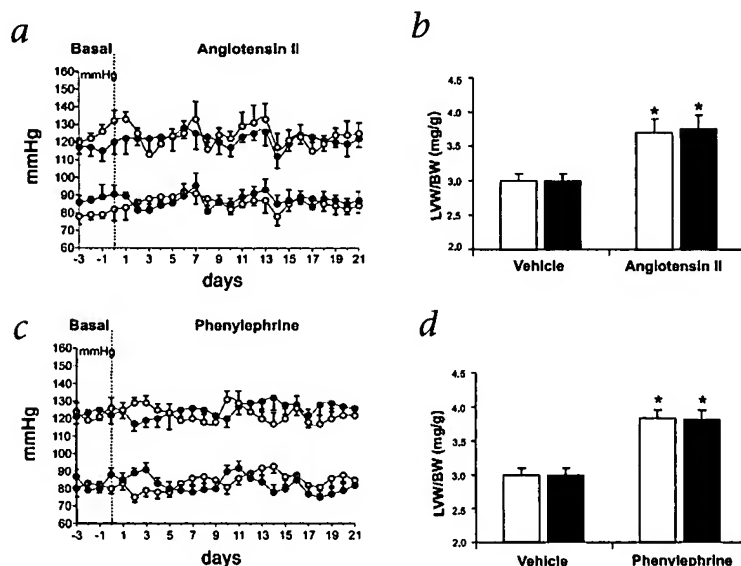 a
Basal Angiotensin II
160
mmHg
150
140
130
120
110
100
90
80
70
60
mmHg
-3 -1 1 3 5 7 9 11 13 15 17 19 21
days
b
4.5
4.0
3.5
3.0
2.5
2.0
LVW/BW (mg/g)
* *
Vehicle Angiotensin II
c
Basal Phenylephrine
160
mmHg
150
140
130
120
110
100
90
80
70
60
mmHg
-3 -1 1 3 5 7 9 11 13 15 17 19 21
days
d
4.5
4.0
3.5
3.0
2.5
2.0
LVW/BW (mg/g)
* *
Vehicle Phenylephrine